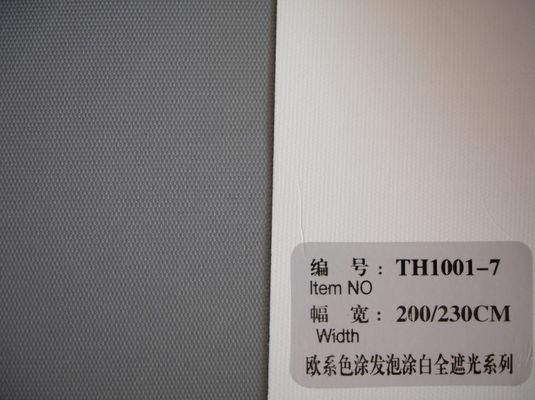 编 号： TH1001-7
Item NO
幅 宽： 200/230CM
Width
欧系色涂发泡涂白全遮光系列